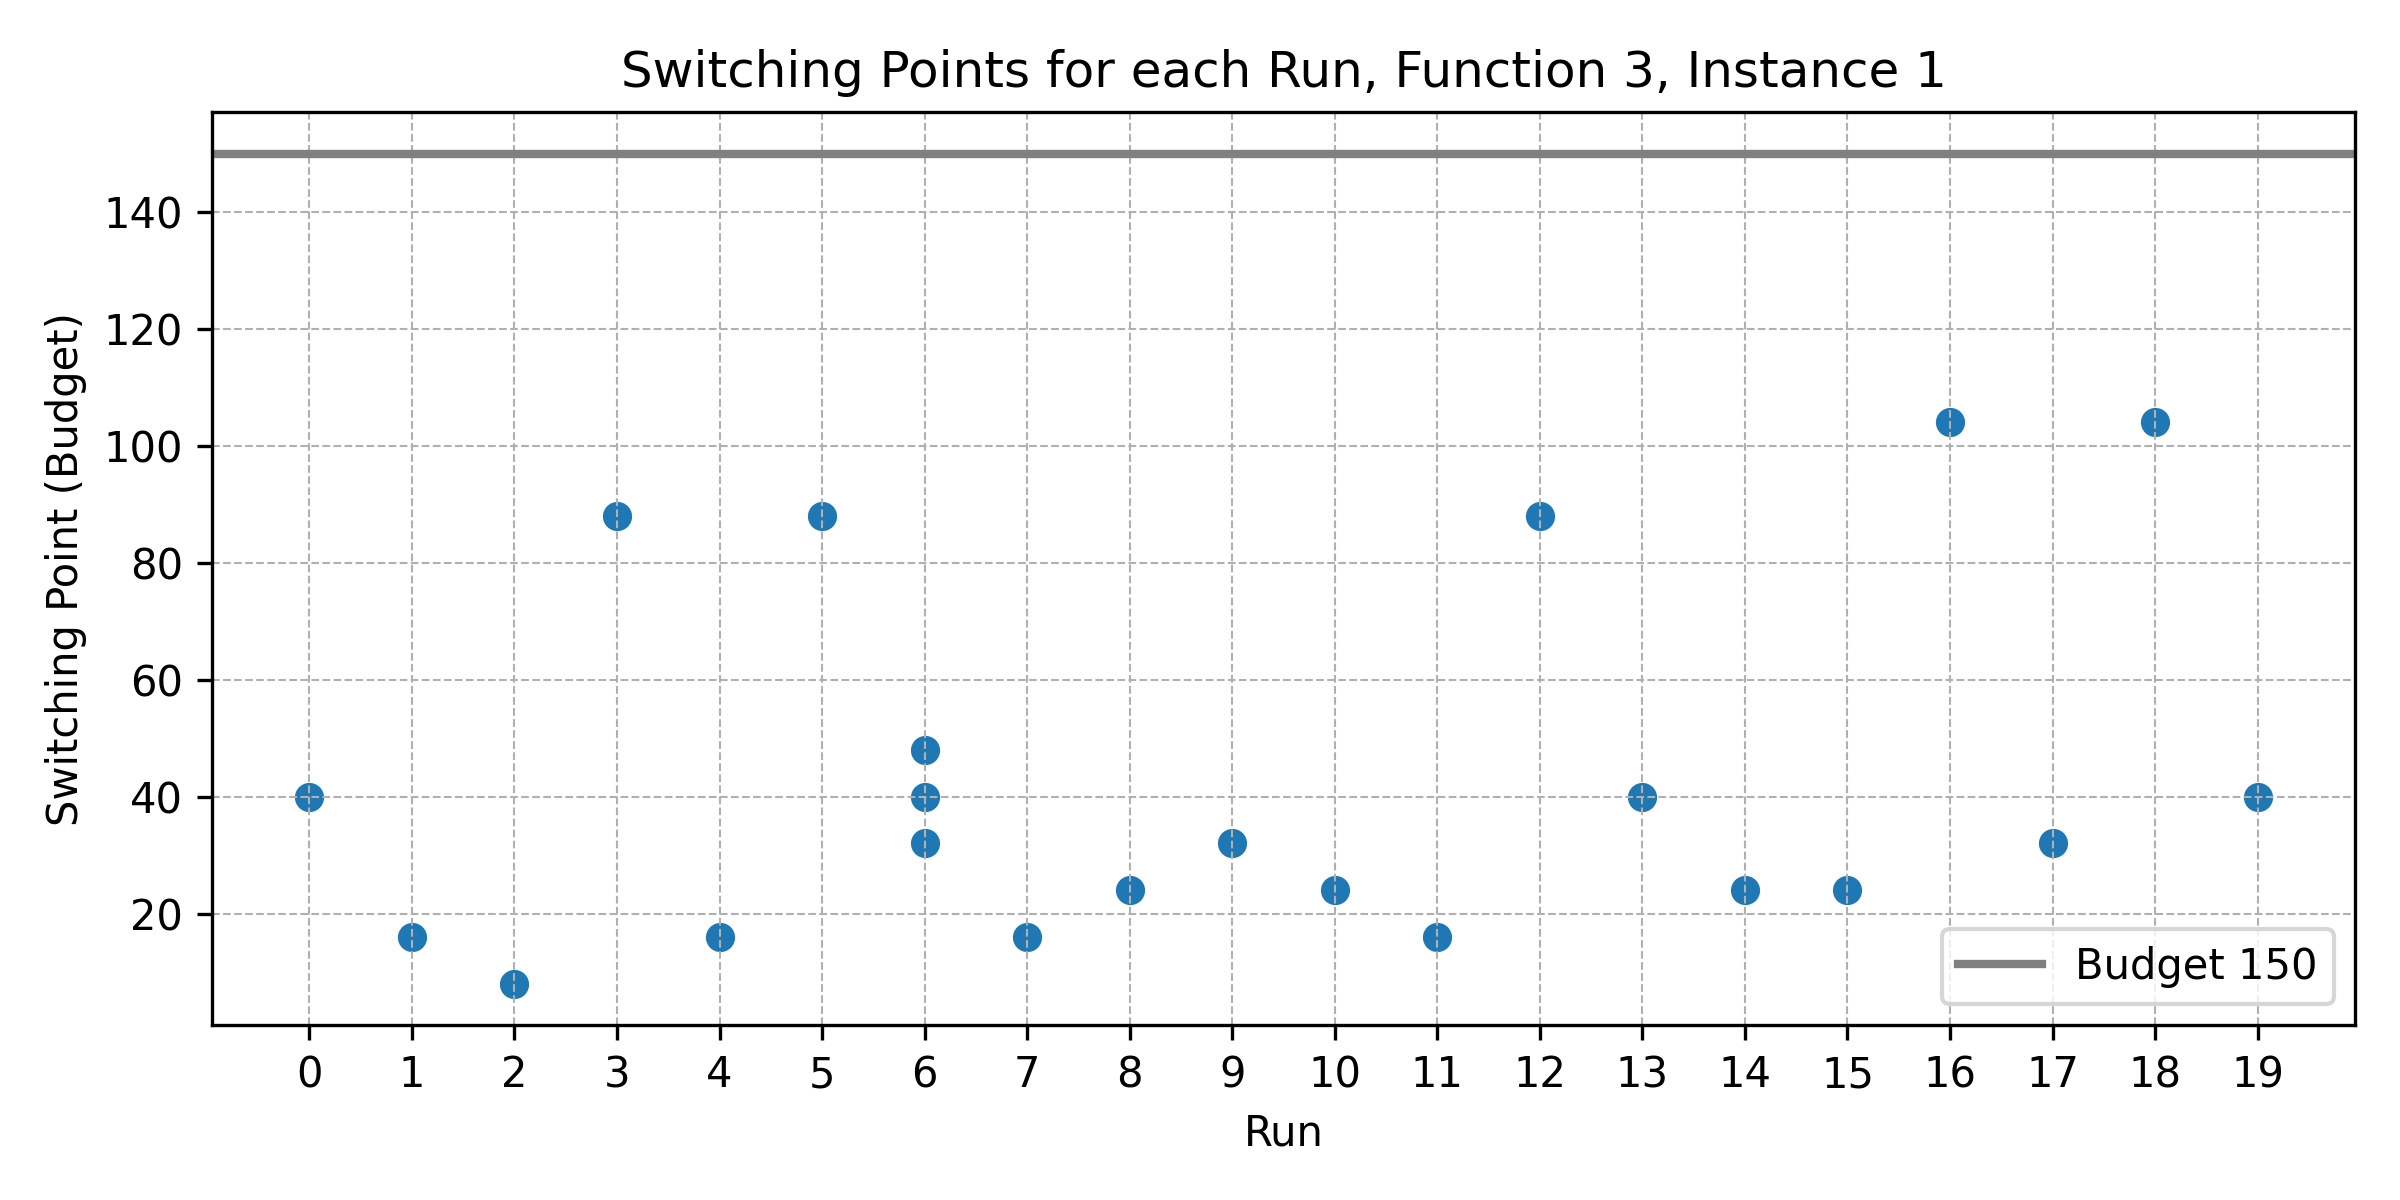 Switching Points for each Run, Function 3, Instance 1
Switching Point (Budget)
140
120
100
80
60
40
20
Budget 150
0 1 2 3 4 5 6 7 8 9 10 11 12 13 14 15 16 17 18 19
Run